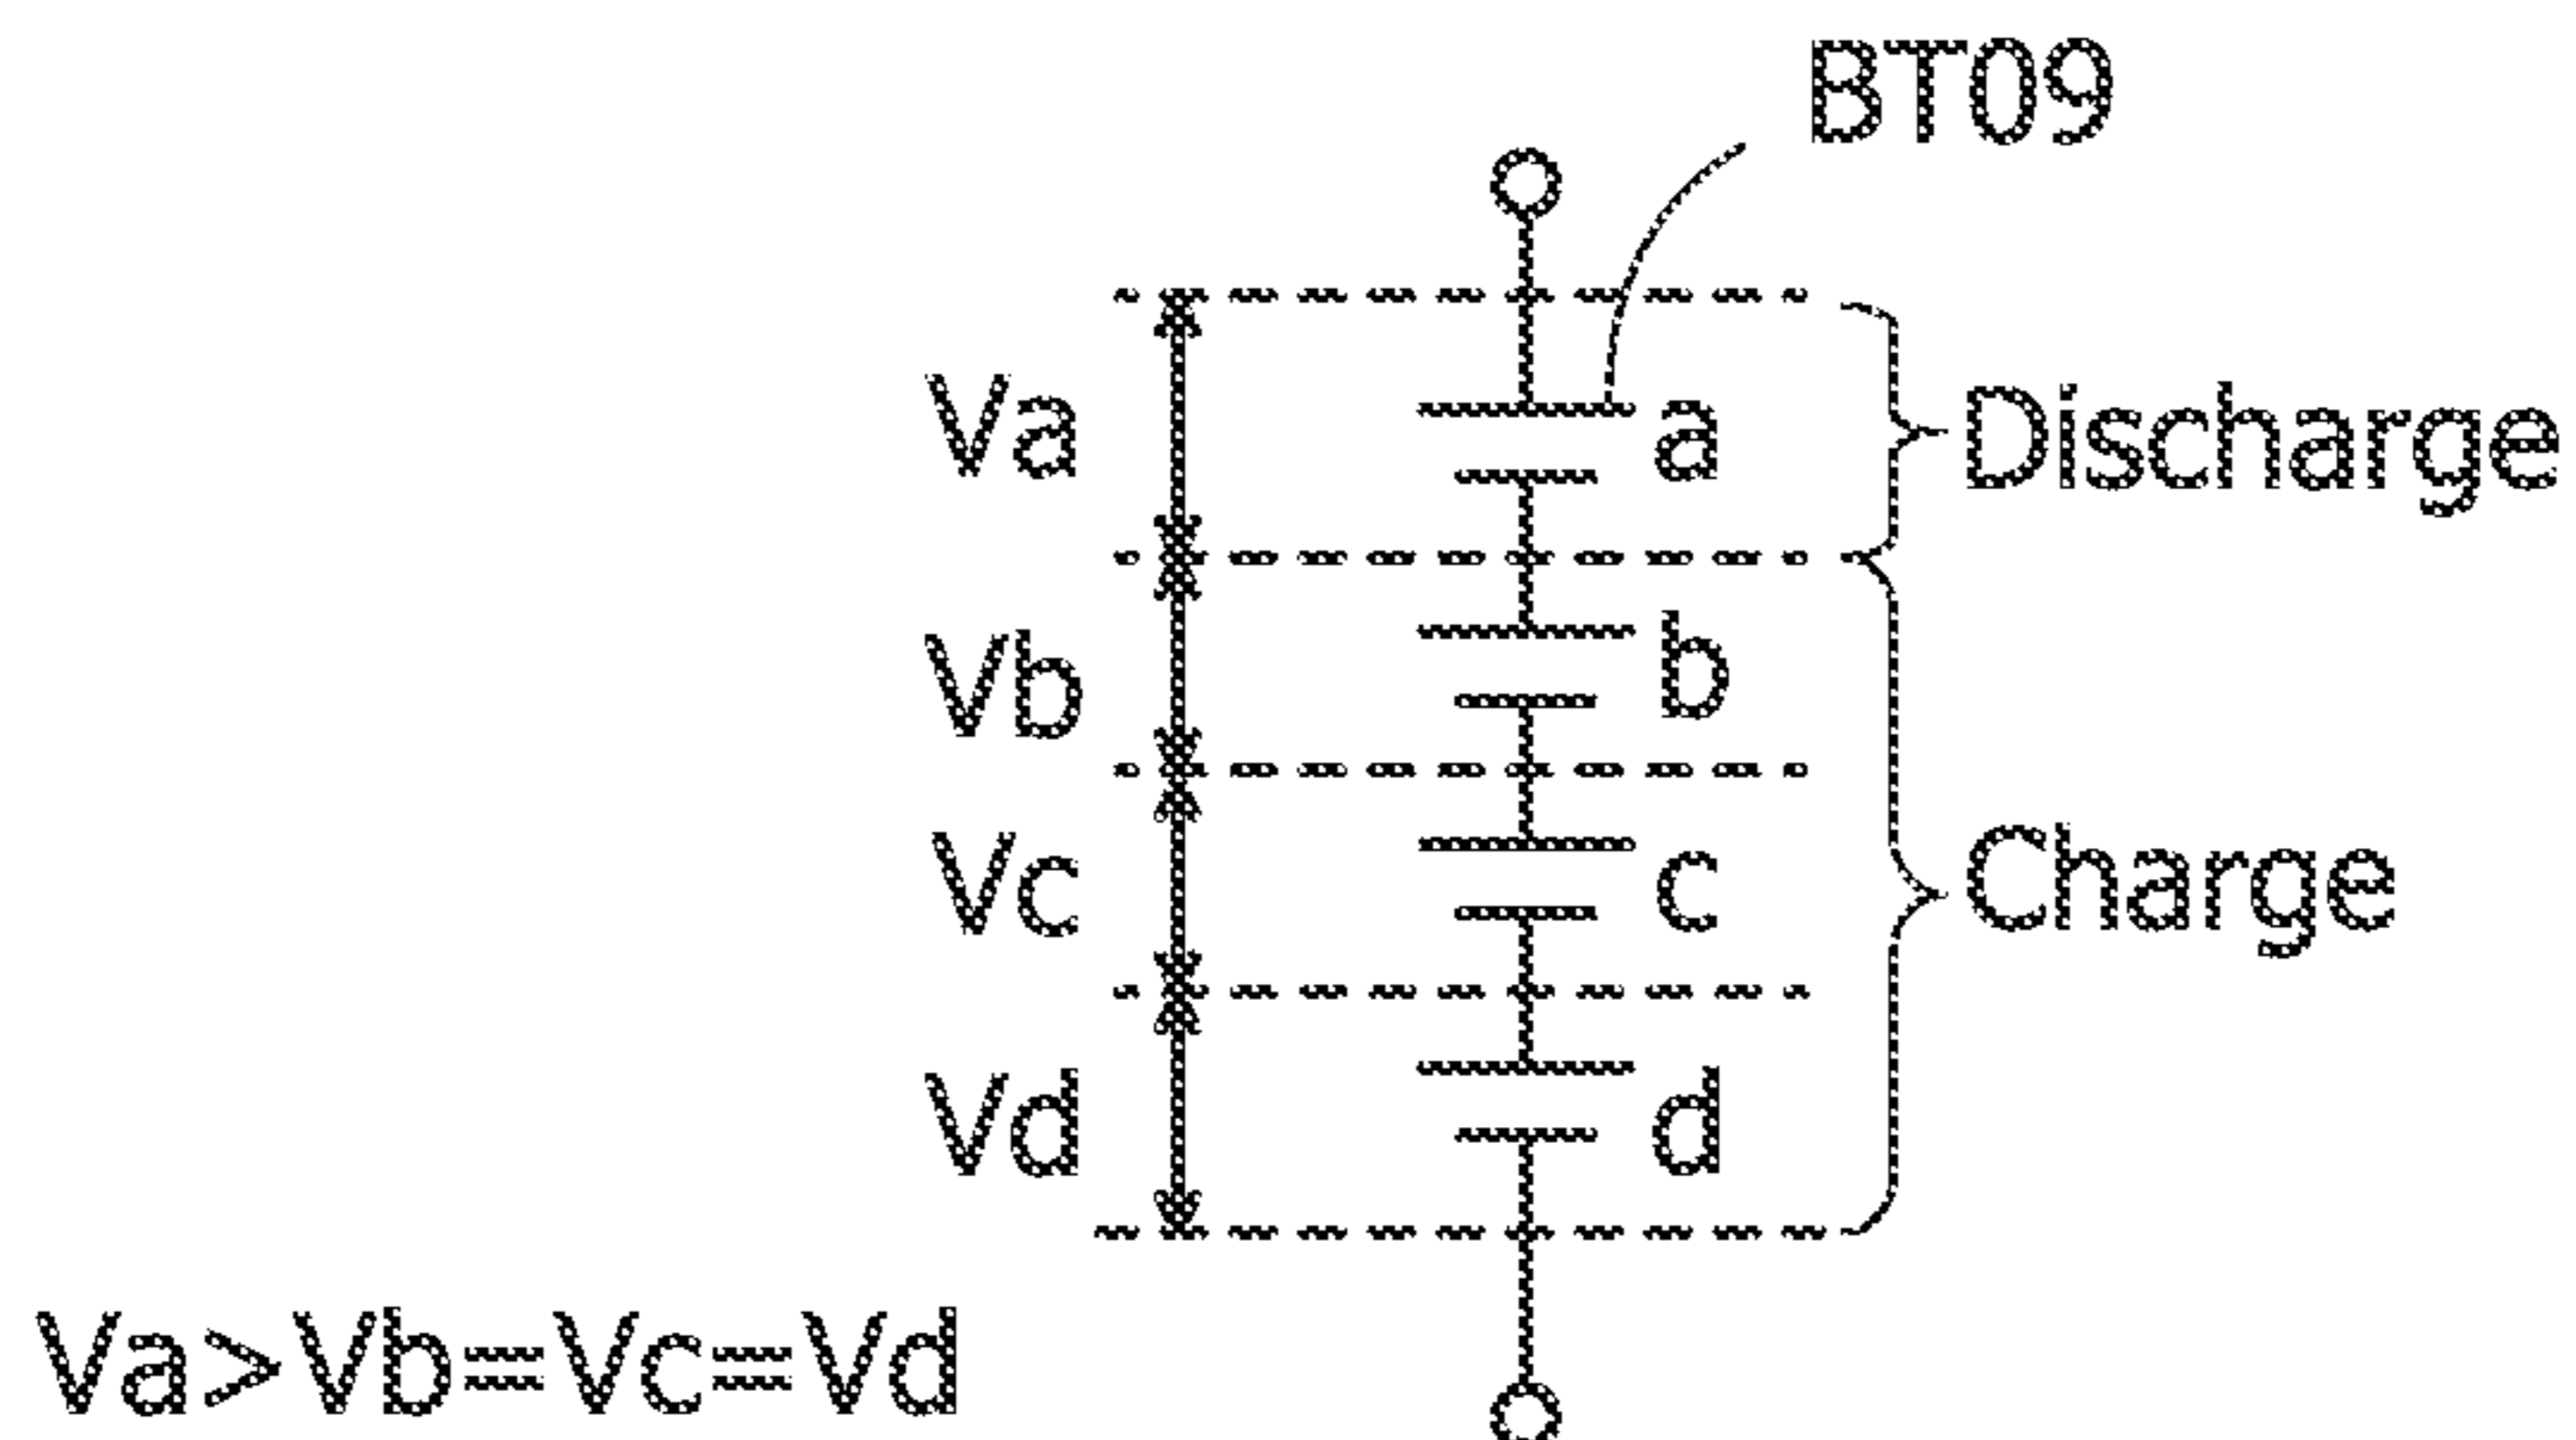 BT09
Va
a
Discharge
Vb
b
Vc
c
Charge
Vd
d
Va>Vb=Vc=Vd